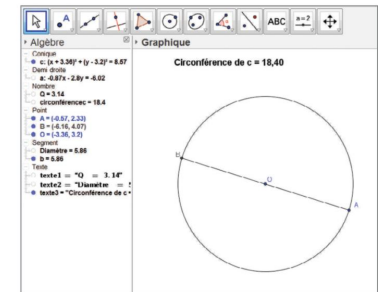 ABC
a=2
Algèbre
Graphique
Conique
c: (x + 3.36)² + (y - 3.2)² = 8.57
Demi droite
a: -0.87x - 2.8y = -6.02
Nombre
Q = 3.14
circonférencec = 18.4
Point
A = (-0.57, 2.33)
B = (-6.16, 4.07)
O = (-3.36, 3.2)
Segment
Diamètre = 5.86
b = 5.86
Texte
texte1 = "Q = 3.14"
texte2 = "Diamètre =
texte3 = "Circonférence de c
Circonférence de c = 18,40
B
O
A